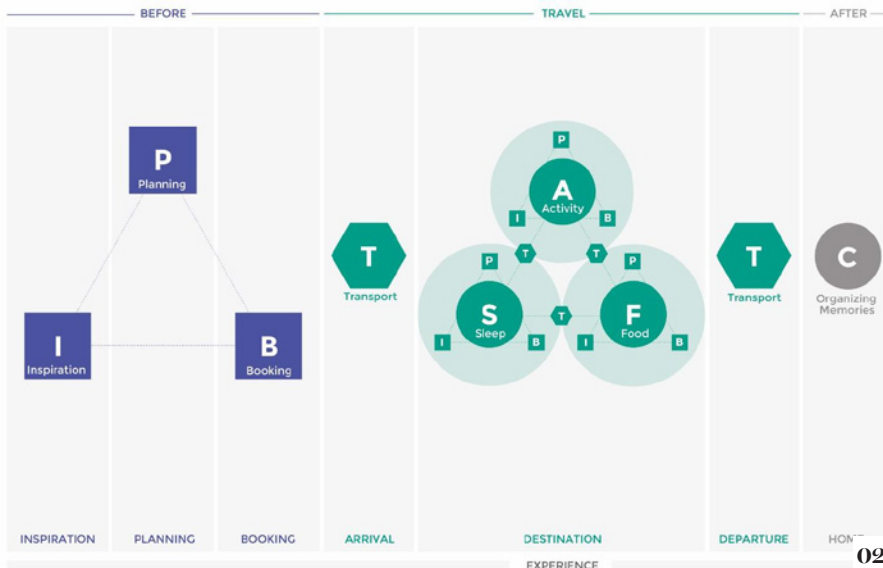 BEFORE
TRAVEL
AFTER
P
Planning
I
Inspiration
B
Booking
T
Transport
P
A
Activity
I
B
T
T
P
S
Sleep
I
B
T
P
F
Food
I
B
T
Transport
C
Organizing
Memories
INSPIRATION
PLANNING
BOOKING
ARRIVAL
DESTINATION
DEPARTURE
HOME
02
EXPERIENCE